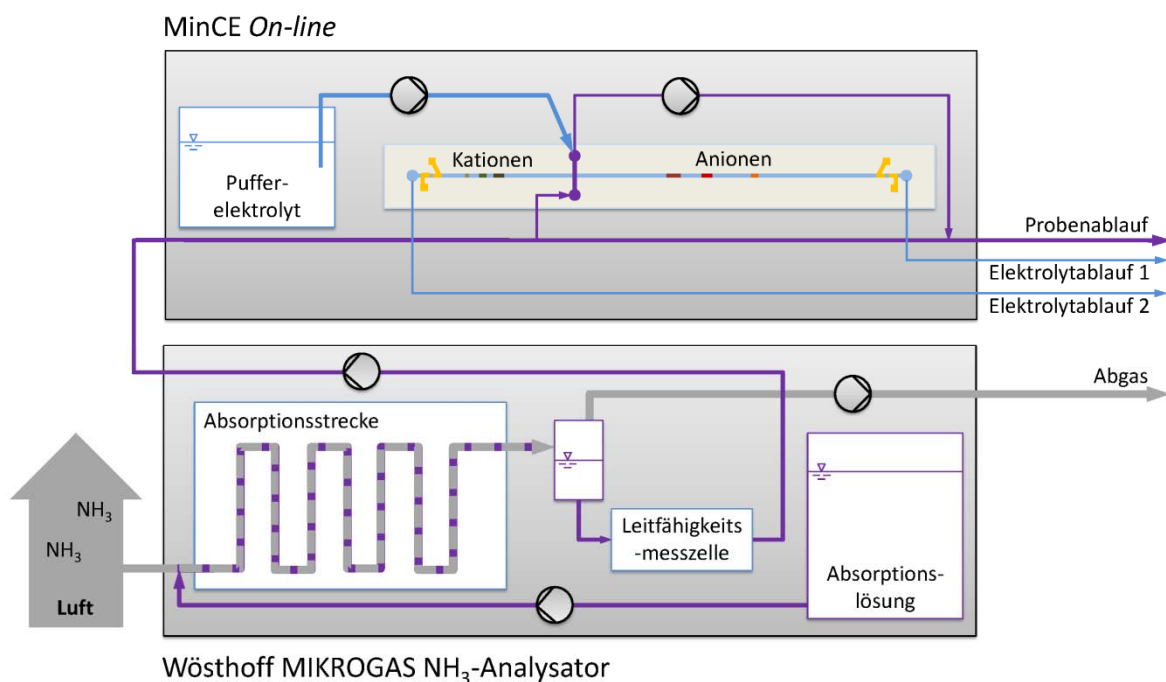 MinCE On-line
Kationen
Anionen
Puffer-
elektrolyt
Probenablauf
Elektrolytablauf 1
Elektrolytablauf 2
Abgas
Absorptionsstrecke
NH₃
NH₃
Luft
Leitfähigkeits
-messzelle
Absorptions-
lösung
Wösthoff MIKROGAS NH₃-Analysator